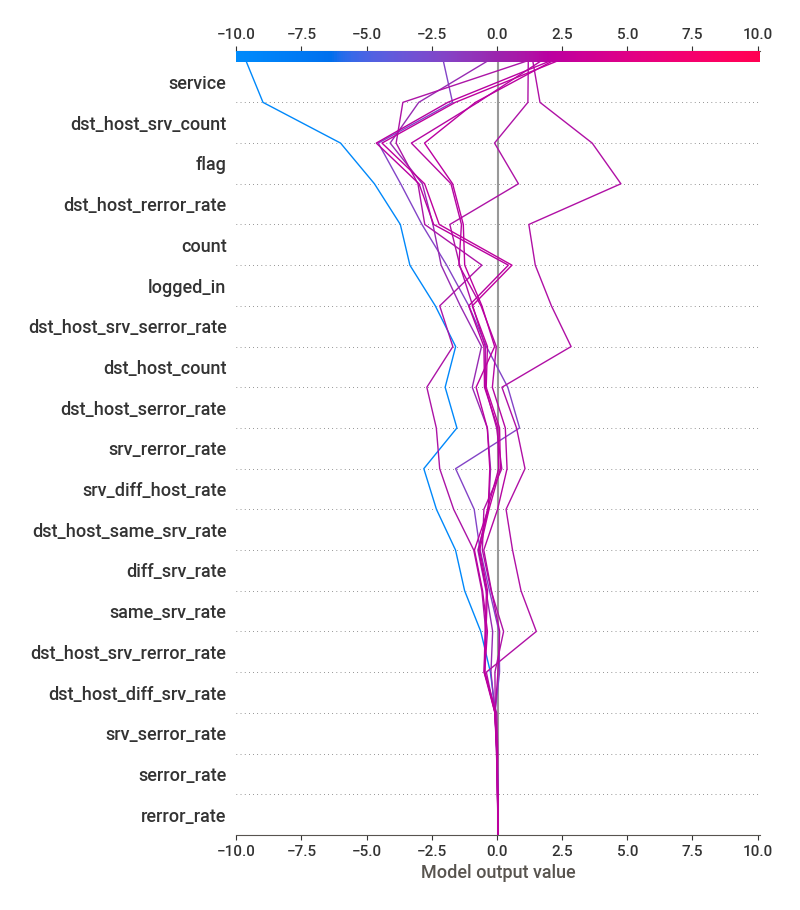 −10.0 −7.5 −5.0 −2.5 0.0 2.5 5.0 7.5 10.0
service
dst_host_srv_count
flag
dst_host_rerror_rate
count
logged_in
dst_host_srv_serror_rate
dst_host_count
dst_host_serror_rate
srv_rerror_rate
srv_diff_host_rate
dst_host_same_srv_rate
diff_srv_rate
same_srv_rate
dst_host_srv_rerror_rate
dst_host_diff_srv_rate
srv_serror_rate
serror_rate
rerror_rate
−10.0 −7.5 −5.0 −2.5 0.0 2.5 5.0 7.5 10.0
Model output value